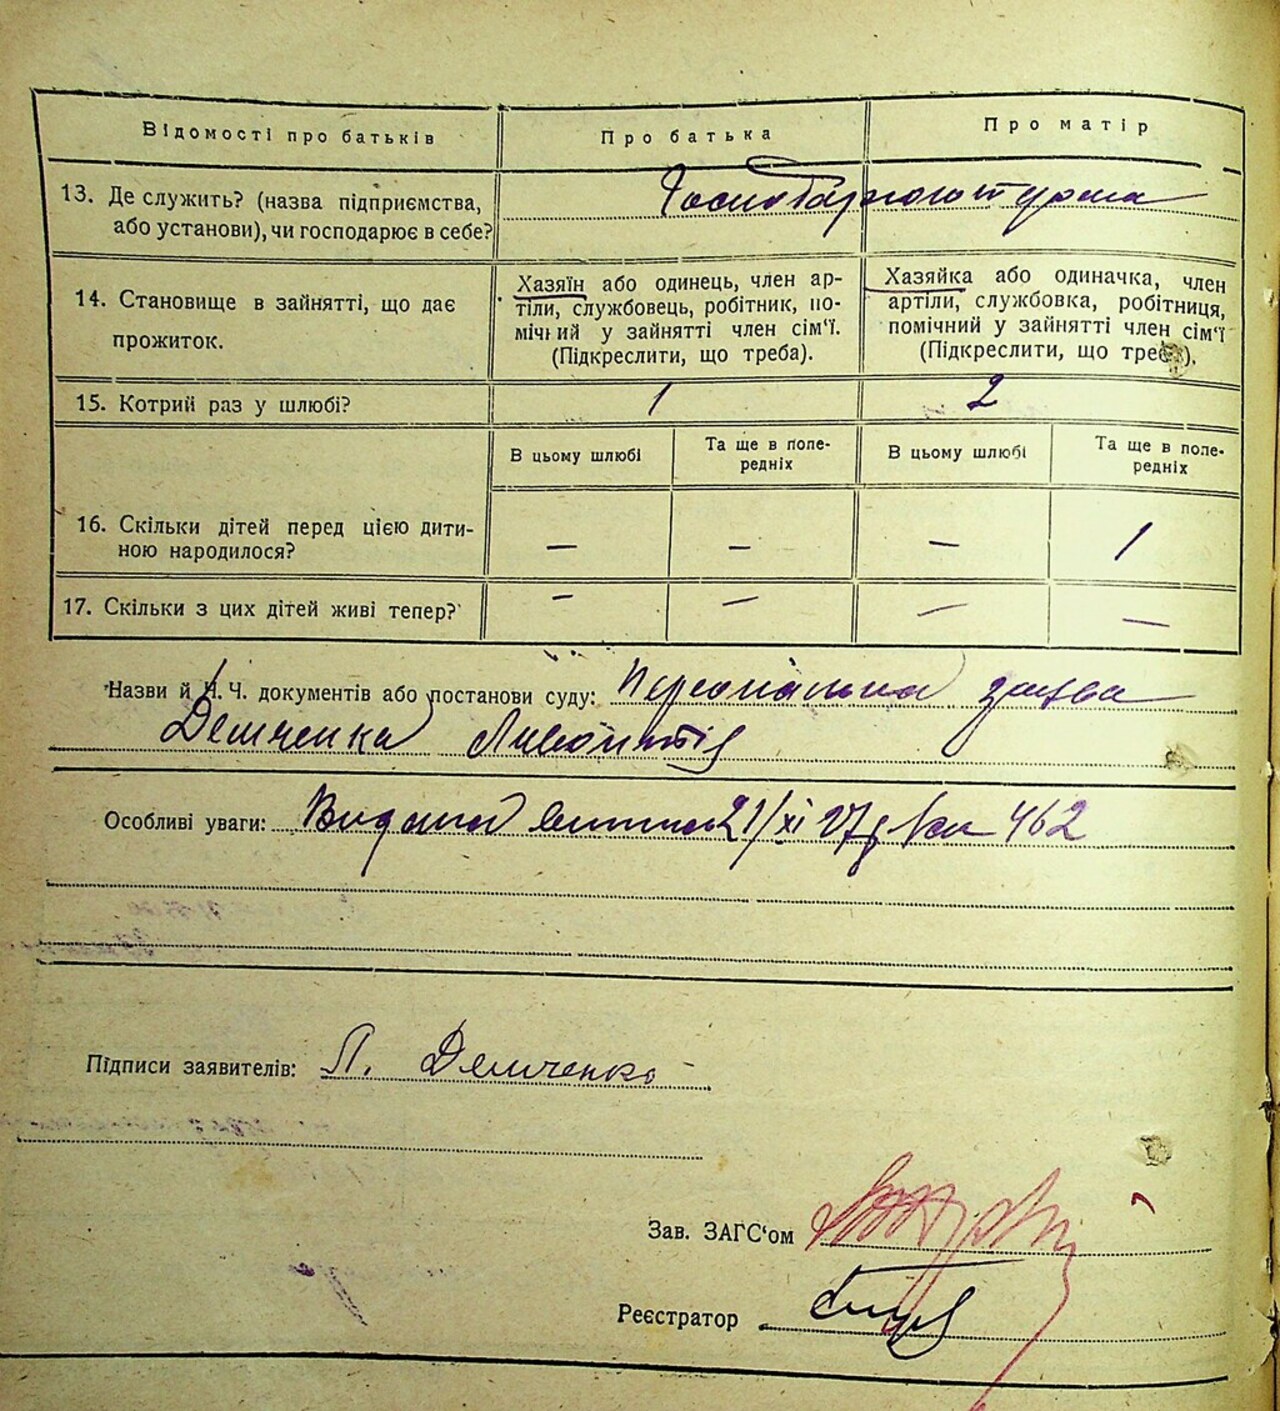 Відомості про батьків
Про батька
Про матір
13. Де служить? (назва підприємства,
або установи), чи господарює в себе?
14. Становище в зайнятті, що дає
прожиток.
Хазяїн або одинець, член ар-
тіли, службовець, робітник, по-
мічний у зайнятті член сім'ї.
(Підкреслити, що треба).
Хазяйка або одиначка, член
артіли, службовка, робітниця,
помічний у зайнятті член сім'ї
(Підкреслити, що треба).
15. Котрий раз у шлюбі?
1
2
В цьому шлюбі
Та ще в попе-
редніх
В цьому шлюбі
Та ще в попе-
редніх
16. Скільки дітей перед цією дити-
ною народилося?
— — — 1
17. Скільки з цих дітей живі тепер?
— — — —
Назви й Ч. Ч. документів або постанови суду: Персональна заява
Демченка
Особливі уваги: Видана 21/XI 27р 462
Підписи заявителів: Л. Демченко
Зав. ЗАГС'ом
Реєстратор